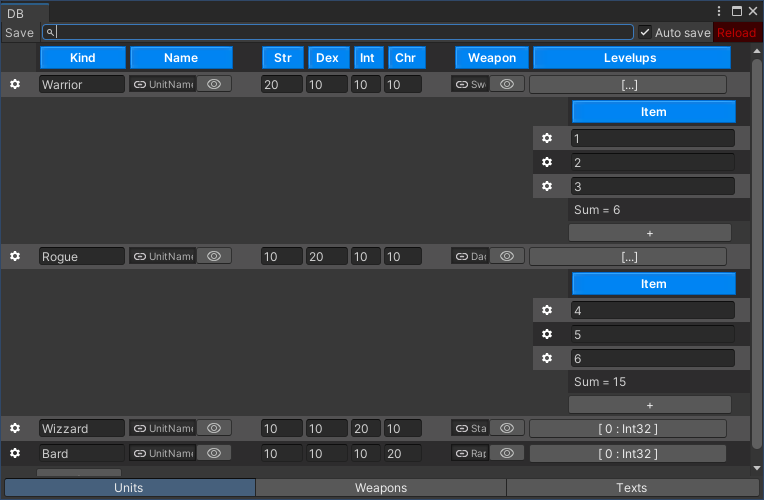 DB
Save Auto save Reload
Kind Name Str Dex Int Chr Weapon Levelups
Warrior UnitName 20 10 10 10 Sw [...]
Item
1
2
3
Sum = 6
+
Rogue UnitName 10 20 10 10 Da [...]
Item
4
5
6
Sum = 15
+
Wizzard UnitName 10 10 20 10 Sta [ 0 : Int32 ]
Bard UnitName 10 10 10 20 Rap [ 0 : Int32 ]
Units Weapons Texts